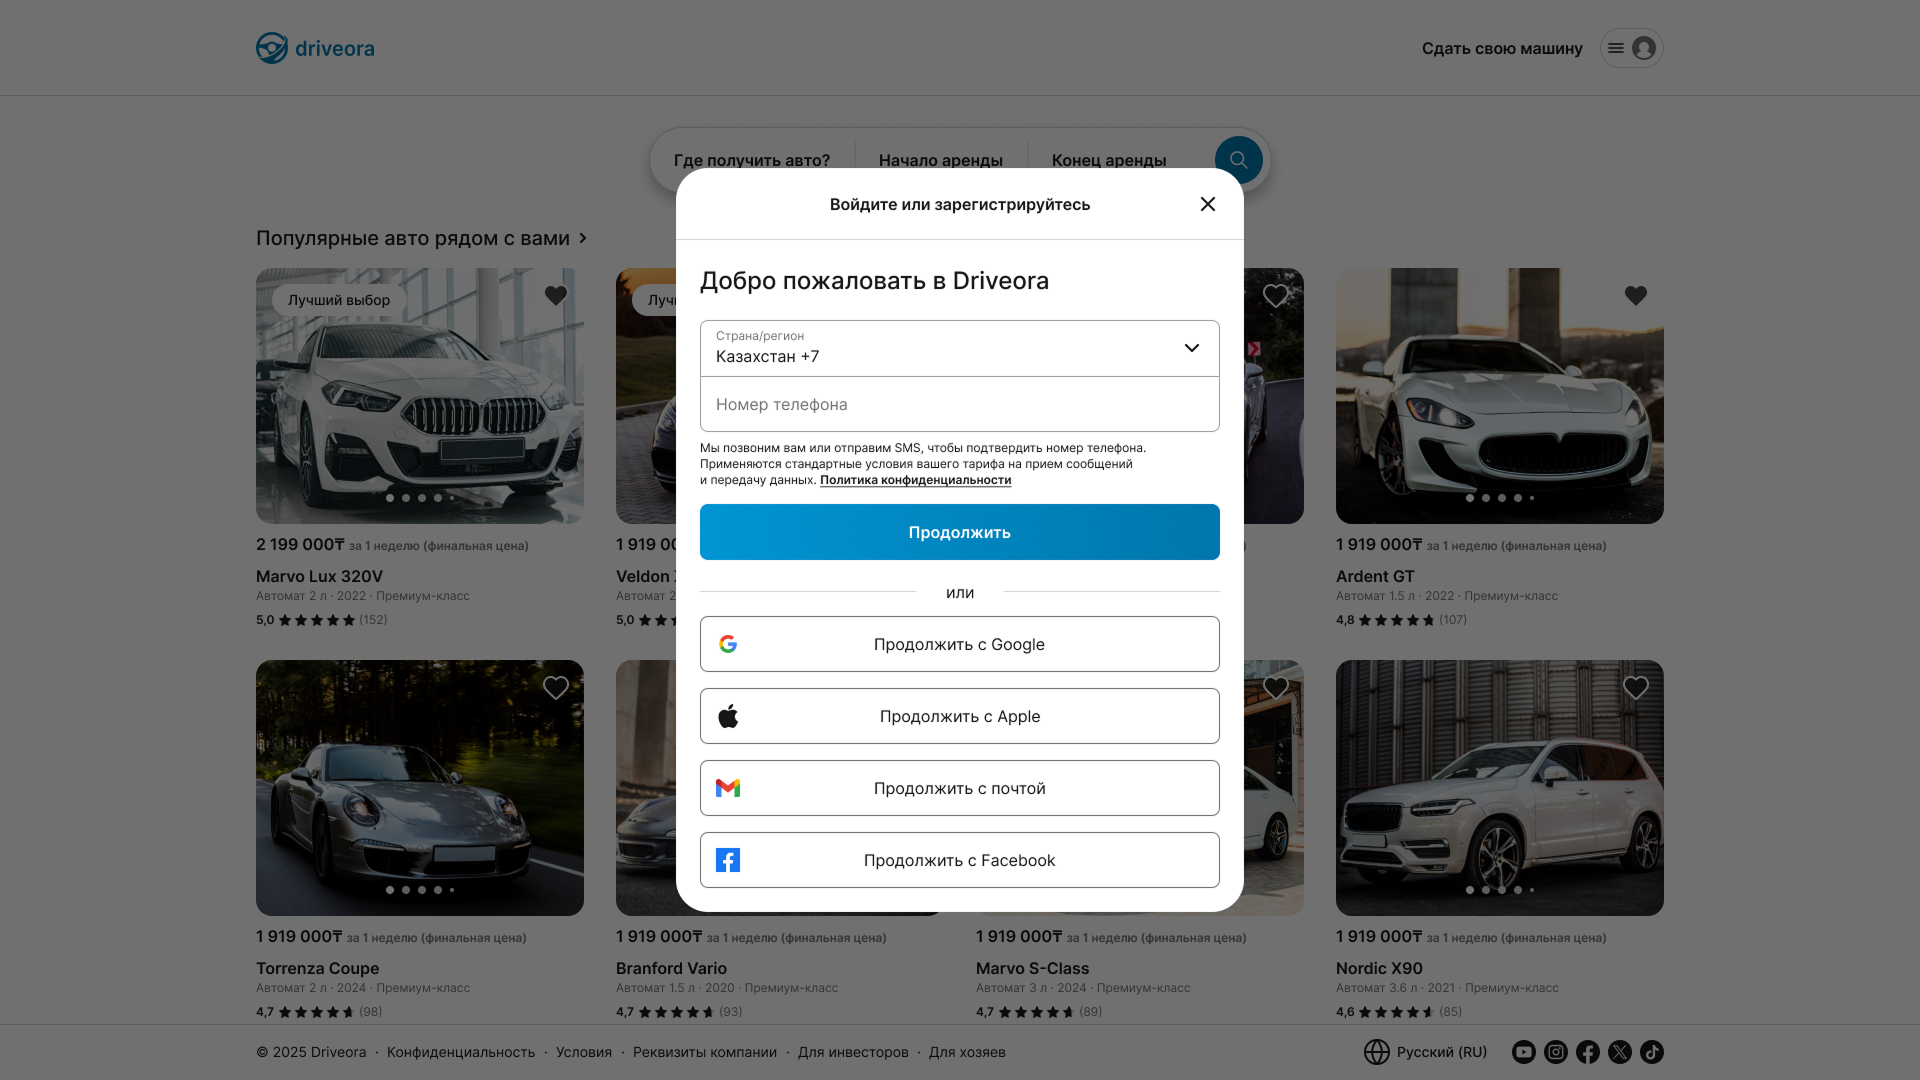 driveora
Сдать свою машину
Где получить авто?
Начало аренды
Конец аренды
Войдите или зарегистрируйтесь
Популярные авто рядом с вами
Добро пожаловать в Driveora
Страна/регион
Казахстан +7
Номер телефона
Мы позвоним вам или отправим SMS, чтобы подтвердить номер телефона.
Применяются стандартные условия вашего тарифа на прием сообщений
и передачу данных. Политика конфиденциальности
Продолжить
или
Продолжить с Google
Продолжить с Apple
Продолжить с почтой
Продолжить с Facebook
Лучший выбор
2 199 000₸ за 1 неделю (финальная цена)
Marvo Lux 320V
Автомат 2 л · 2022 · Премиум-класс
5,0 (152)
Veldon
5,0
1 919 000₸ за 1 неделю (финальная цена)
Ardent GT
Автомат 1.5 л · 2022 · Премиум-класс
4,8 (107)
1 919 000₸ за 1 неделю (финальная цена)
Torrenza Coupe
Автомат 2 л · 2024 · Премиум-класс
4,7 (98)
1 919 000₸ за 1 неделю (финальная цена)
Branford Vario
Автомат 1.5 л · 2020 · Премиум-класс
4,7 (93)
1 919 000₸ за 1 неделю (финальная цена)
Marvo S-Class
Автомат 3 л · 2024 · Премиум-класс
4,7 (89)
1 919 000₸ за 1 неделю (финальная цена)
Nordic X90
Автомат 3.6 л · 2021 · Премиум-класс
4,6 (85)
© 2025 Driveora · Конфиденциальность · Условия · Реквизиты компании · Для инвесторов · Для хозяев
Русский (RU)